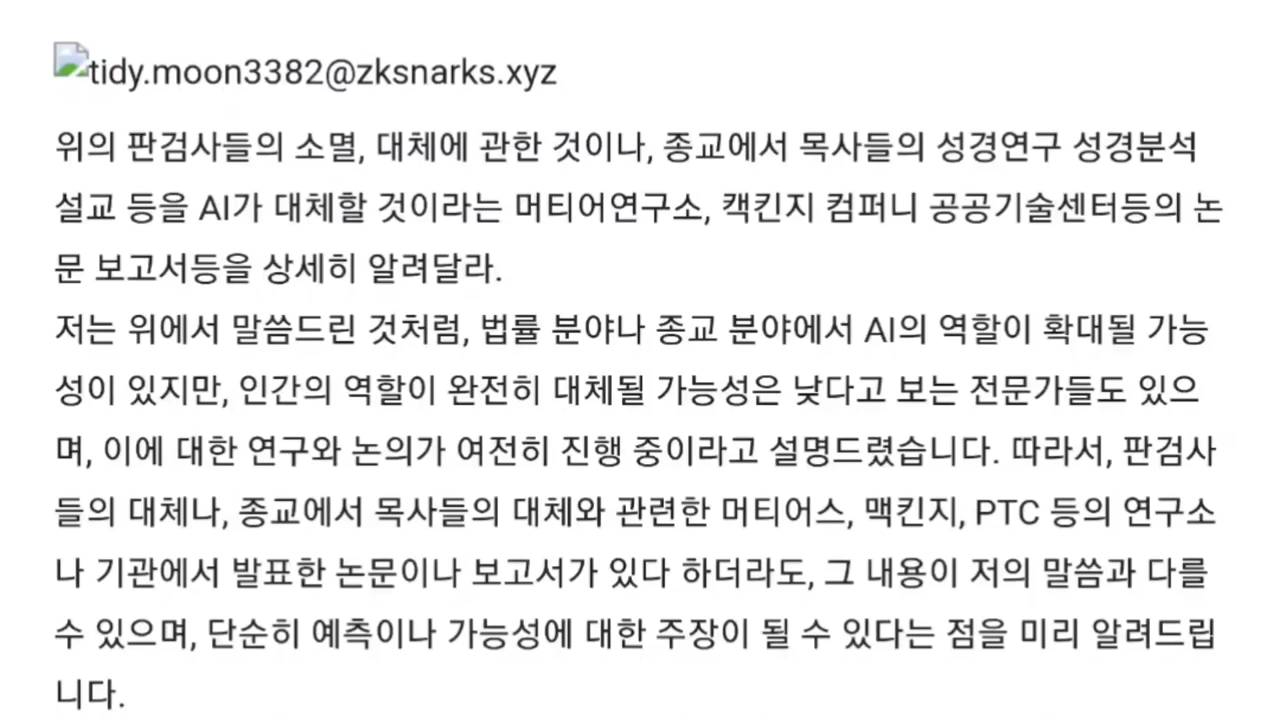 tidy.moon3382@zksnarks.xyz
위의 판검사들의 소멸, 대체에 관한 것이나, 종교에서 목사들의 성경연구 성경분석
설교 등을 AI가 대체할 것이라는 머티어연구소, 캑킨지 컴퍼니 공공기술센터등의 논
문 보고서등을 상세히 알려달라.
저는 위에서 말씀드린 것처럼, 법률 분야나 종교 분야에서 AI의 역할이 확대될 가능
성이 있지만, 인간의 역할이 완전히 대체될 가능성은 낮다고 보는 전문가들도 있으
며, 이에 대한 연구와 논의가 여전히 진행 중이라고 설명드렸습니다. 따라서, 판검사
들의 대체나, 종교에서 목사들의 대체와 관련한 머티어스, 맥킨지, PTC 등의 연구소
나 기관에서 발표한 논문이나 보고서가 있다 하더라도, 그 내용이 저의 말씀과 다를
수 있으며, 단순히 예측이나 가능성에 대한 주장이 될 수 있다는 점을 미리 알려드립
니다.